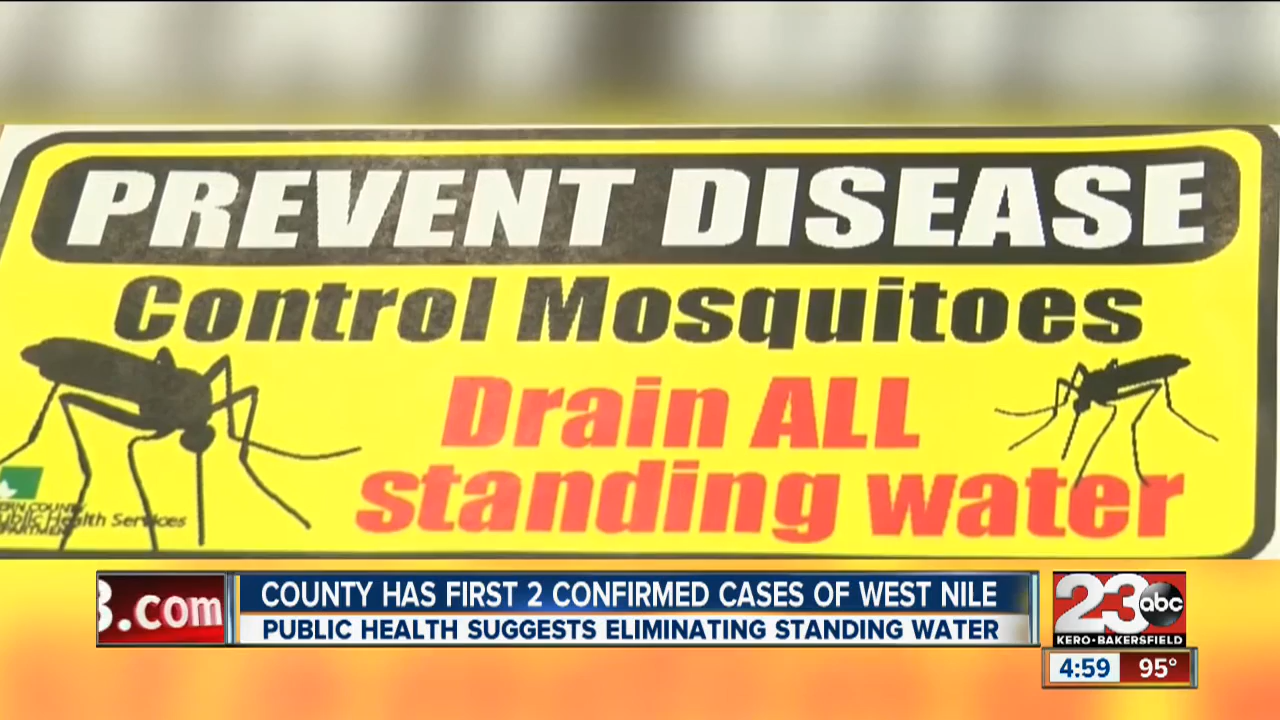 PREVENT DISEASE
Control Mosquitoes
Drain ALL
standing water
Public Health Services
COUNTY HAS FIRST 2 CONFIRMED CASES OF WEST NILE
PUBLIC HEALTH SUGGESTS ELIMINATING STANDING WATER
.com
23 abc
KERO-BAKERSFIELD
4:59 95°